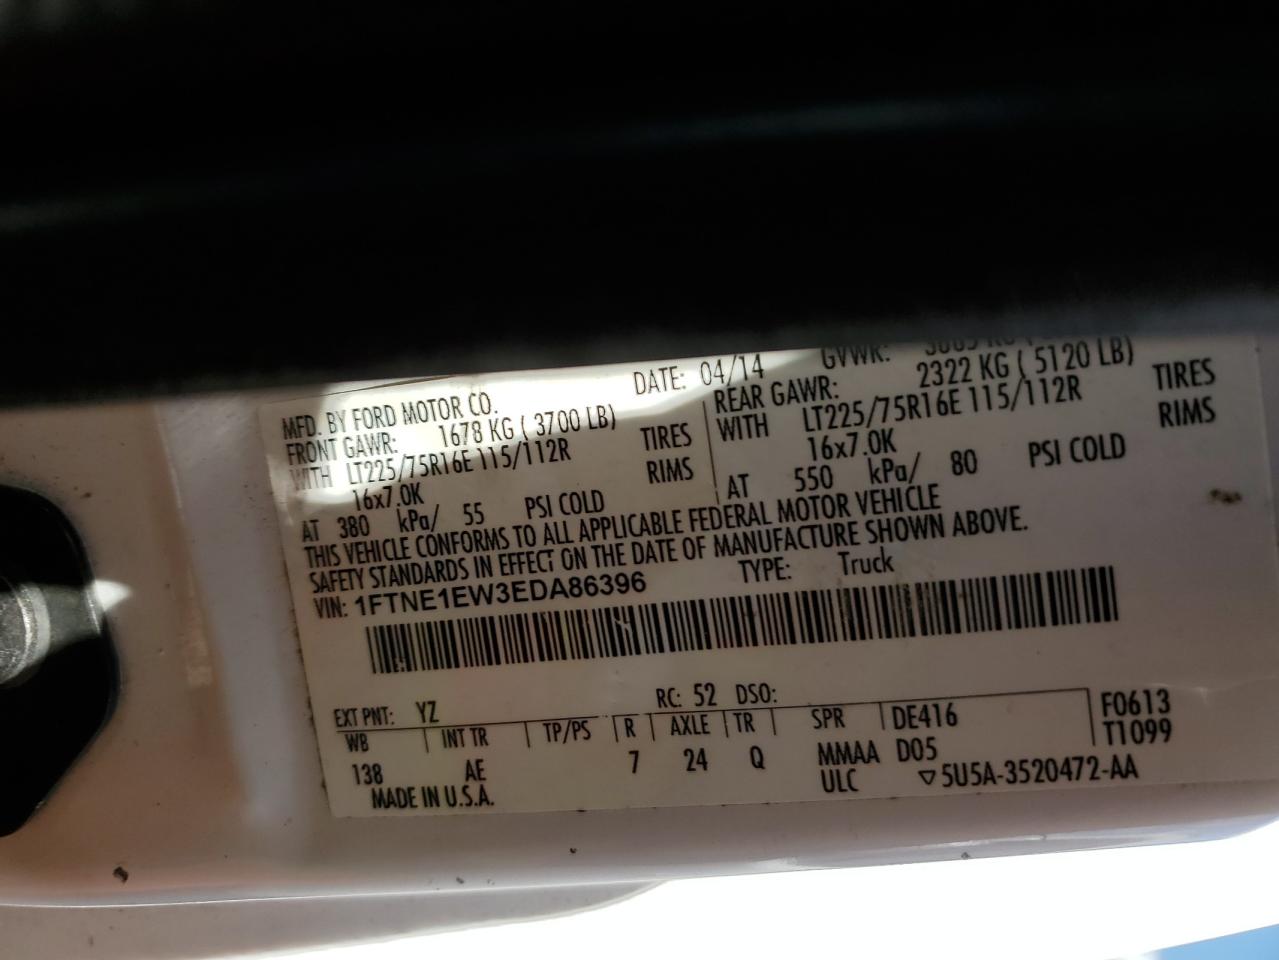 MFD. BY FORD MOTOR CO.
DATE: 04/14
GVWR:
FRONT GAWR: 1678 KG ( 3700 LB)
REAR GAWR: 2322 KG ( 5120 LB)
WITH LT225/75R16E 115/112R TIRES
WITH LT225/75R16E 115/112R TIRES
16x7.0K RIMS
16x7.0K RIMS
AT 380 kPa/ 55 PSI COLD
AT 550 kPa/ 80 PSI COLD
THIS VEHICLE CONFORMS TO ALL APPLICABLE FEDERAL MOTOR VEHICLE
SAFETY STANDARDS IN EFFECT ON THE DATE OF MANUFACTURE SHOWN ABOVE.
VIN: 1FTNE1EW3EDA86396 TYPE: Truck
EXT PNT: YZ RC: 52 DSO:
WB INT TR TP/PS R AXLE TR SPR DE416 F0613
138 AE 7 24 Q MMAA D05 T1099
MADE IN U.S.A. ULC ▽5U5A-3520472-AA